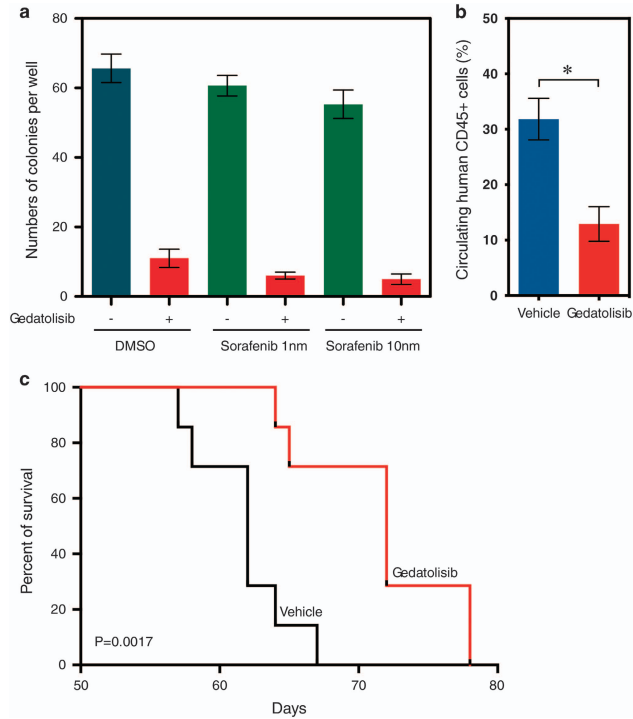 a
Numbers of colonies per well
80
60
40
20
0
Gedatolisib - + - + - +
DMSO Sorafenib 1nm Sorafenib 10nm
b
Circulating human CD45+ cells (%)
50
40
30
20
10
0
*
Vehicle Gedatolisib
c
Percent of survival
100
80
60
40
20
0
Gedatolisib
Vehicle
P=0.0017
50 60 70 80
Days